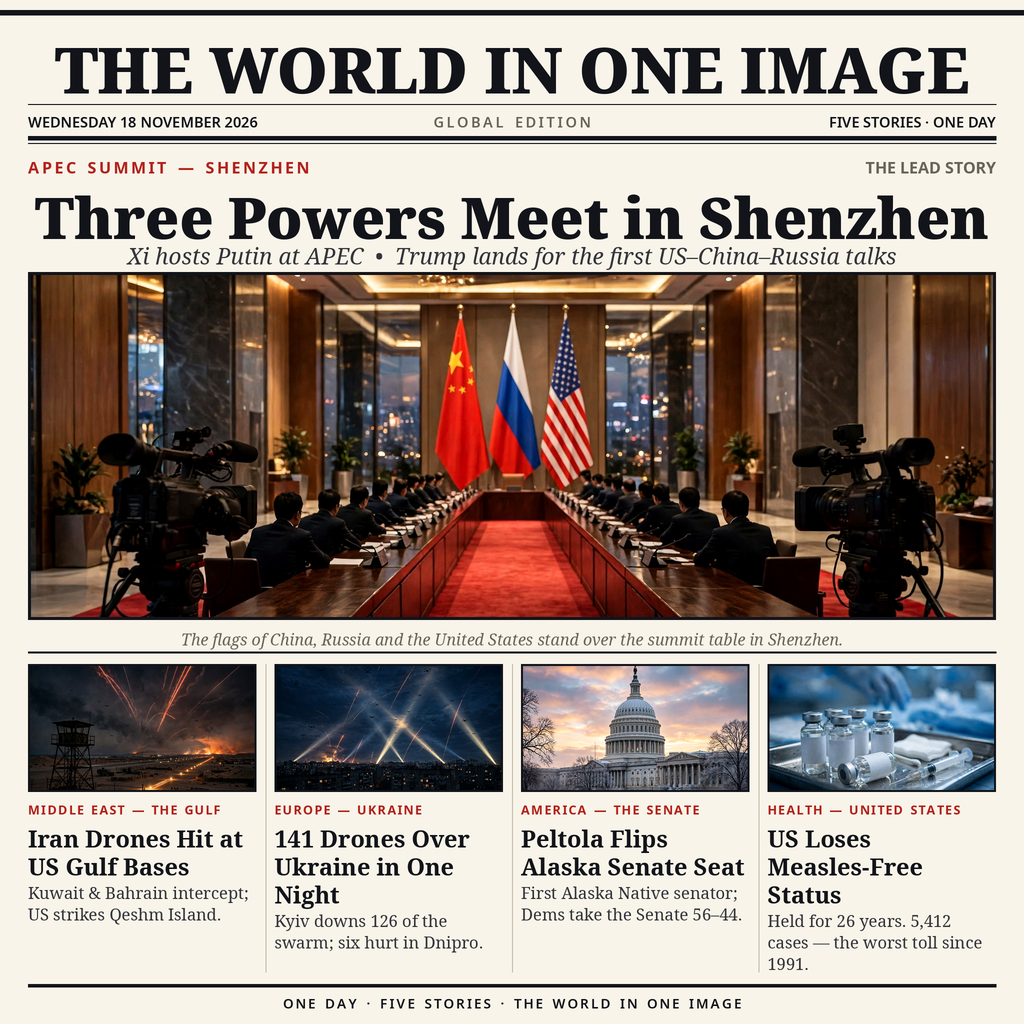 THE WORLD IN ONE IMAGE
WEDNESDAY 18 NOVEMBER 2026
GLOBAL EDITION
FIVE STORIES · ONE DAY
APEC SUMMIT — SHENZHEN
THE LEAD STORY
Three Powers Meet in Shenzhen
Xi hosts Putin at APEC • Trump lands for the first US–China–Russia talks
The flags of China, Russia and the United States stand over the summit table in Shenzhen.
MIDDLE EAST — THE GULF
Iran Drones Hit at
US Gulf Bases
Kuwait & Bahrain intercept;
US strikes Qeshm Island.
EUROPE — UKRAINE
141 Drones Over
Ukraine in One
Night
Kyiv downs 126 of the
swarm; six hurt in Dnipro.
AMERICA — THE SENATE
Peltola Flips
Alaska Senate Seat
First Alaska Native senator;
Dems take the Senate 56–44.
HEALTH — UNITED STATES
US Loses
Measles-Free
Status
Held for 26 years. 5,412
cases — the worst toll since
1991.
ONE DAY · FIVE STORIES · THE WORLD IN ONE IMAGE